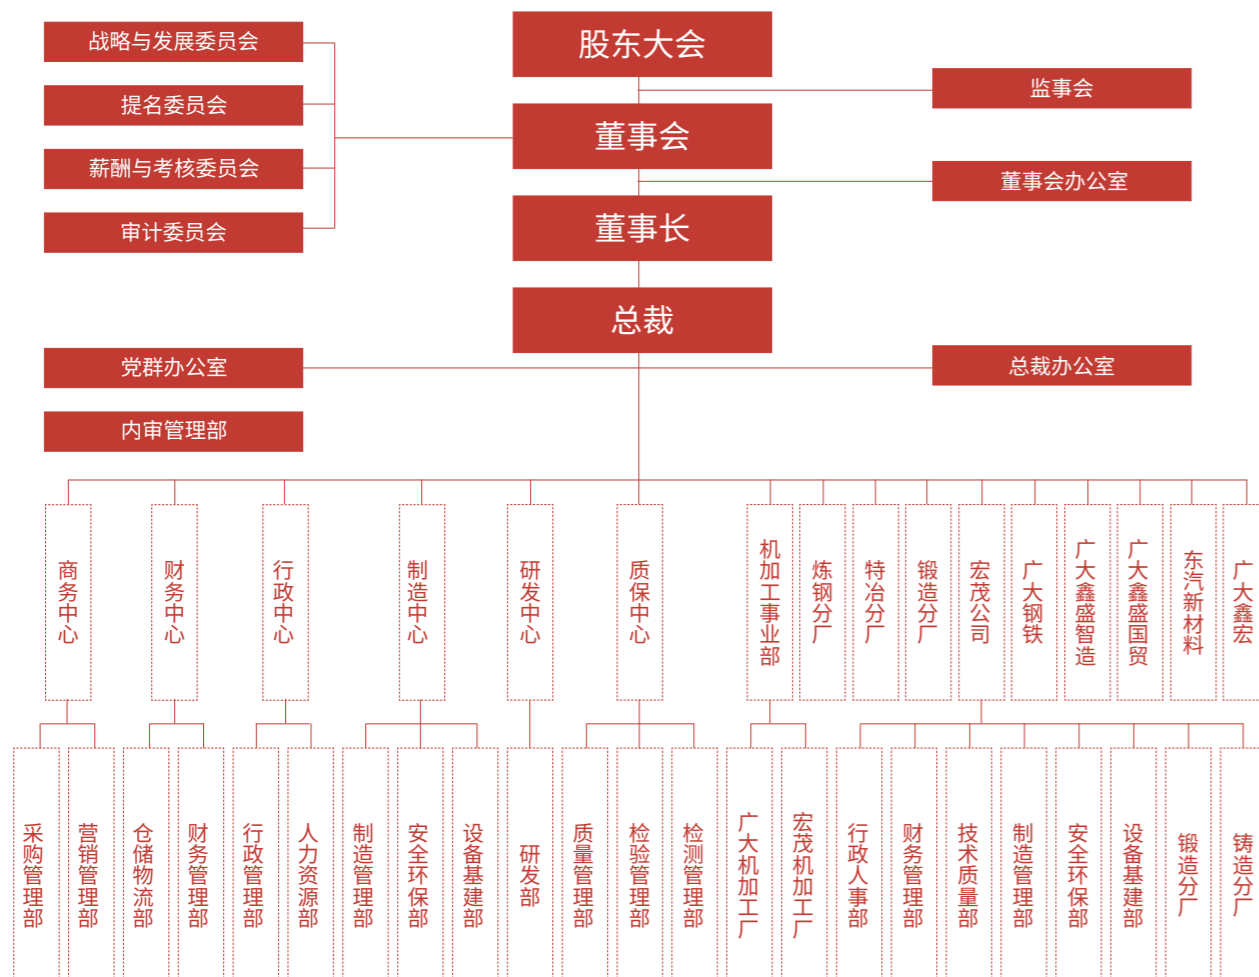 股东大会
战略与发展委员会
监事会
提名委员会
董事会
薪酬与考核委员会
董事会办公室
审计委员会
董事长
总裁
党群办公室
总裁办公室
内审管理部
商务中心
财务中心
行政中心
制造中心
研发中心
质保中心
机加工事业部
炼钢分厂
特冶分厂
锻造分厂
宏茂公司
广大钢铁
广大鑫盛智造
广大鑫盛国贸
东汽新材料
广大鑫宏
采购管理部
营销管理部
仓储物流部
财务管理部
行政管理部
人力资源部
制造管理部
安全环保部
设备基建部
研发部
质量管理部
检验管理部
检测管理部
广大机加工厂
宏茂机加工厂
行政人事部
财务管理部
技术质量部
制造管理部
安全环保部
设备基建部
锻造分厂
铸造分厂